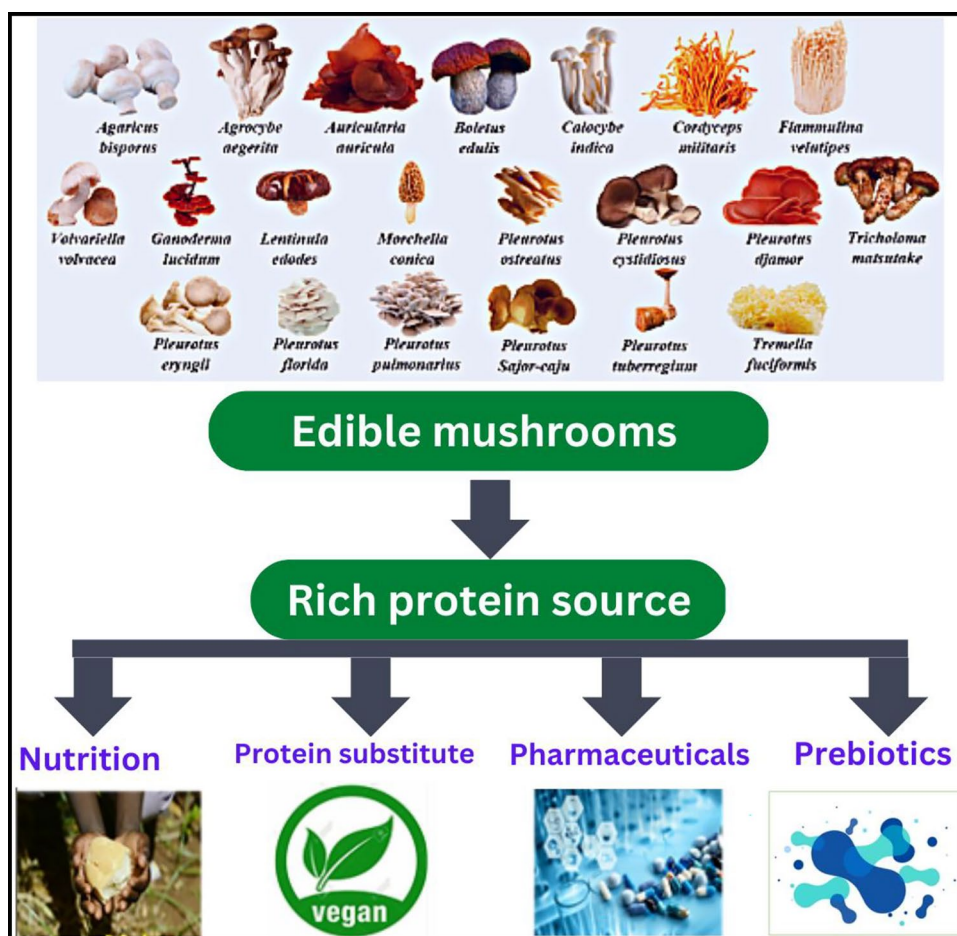 Agaricus
bisporus
Agrocybe
aegerita
Auricularia
auricula
Boletus
edulis
Calocybe
indica
Cordyceps
militaris
Flammulina
velutipes
Volvariella
volvacea
Ganoderma
lucidum
Lentinula
edodes
Morchella
conica
Pleurotus
ostreatus
Pleurotus
cystidiosus
Pleurotus
djamor
Tricholoma
matsutake
Pleurotus
eryngii
Pleurotus
florida
Pleurotus
pulmonarius
Pleurotus
Sajor-caju
Pleurotus
tuberregium
Tremella
fuciformis
Edible mushrooms
Rich protein source
Nutrition
Protein substitute
Pharmaceuticals
Prebiotics
vegan